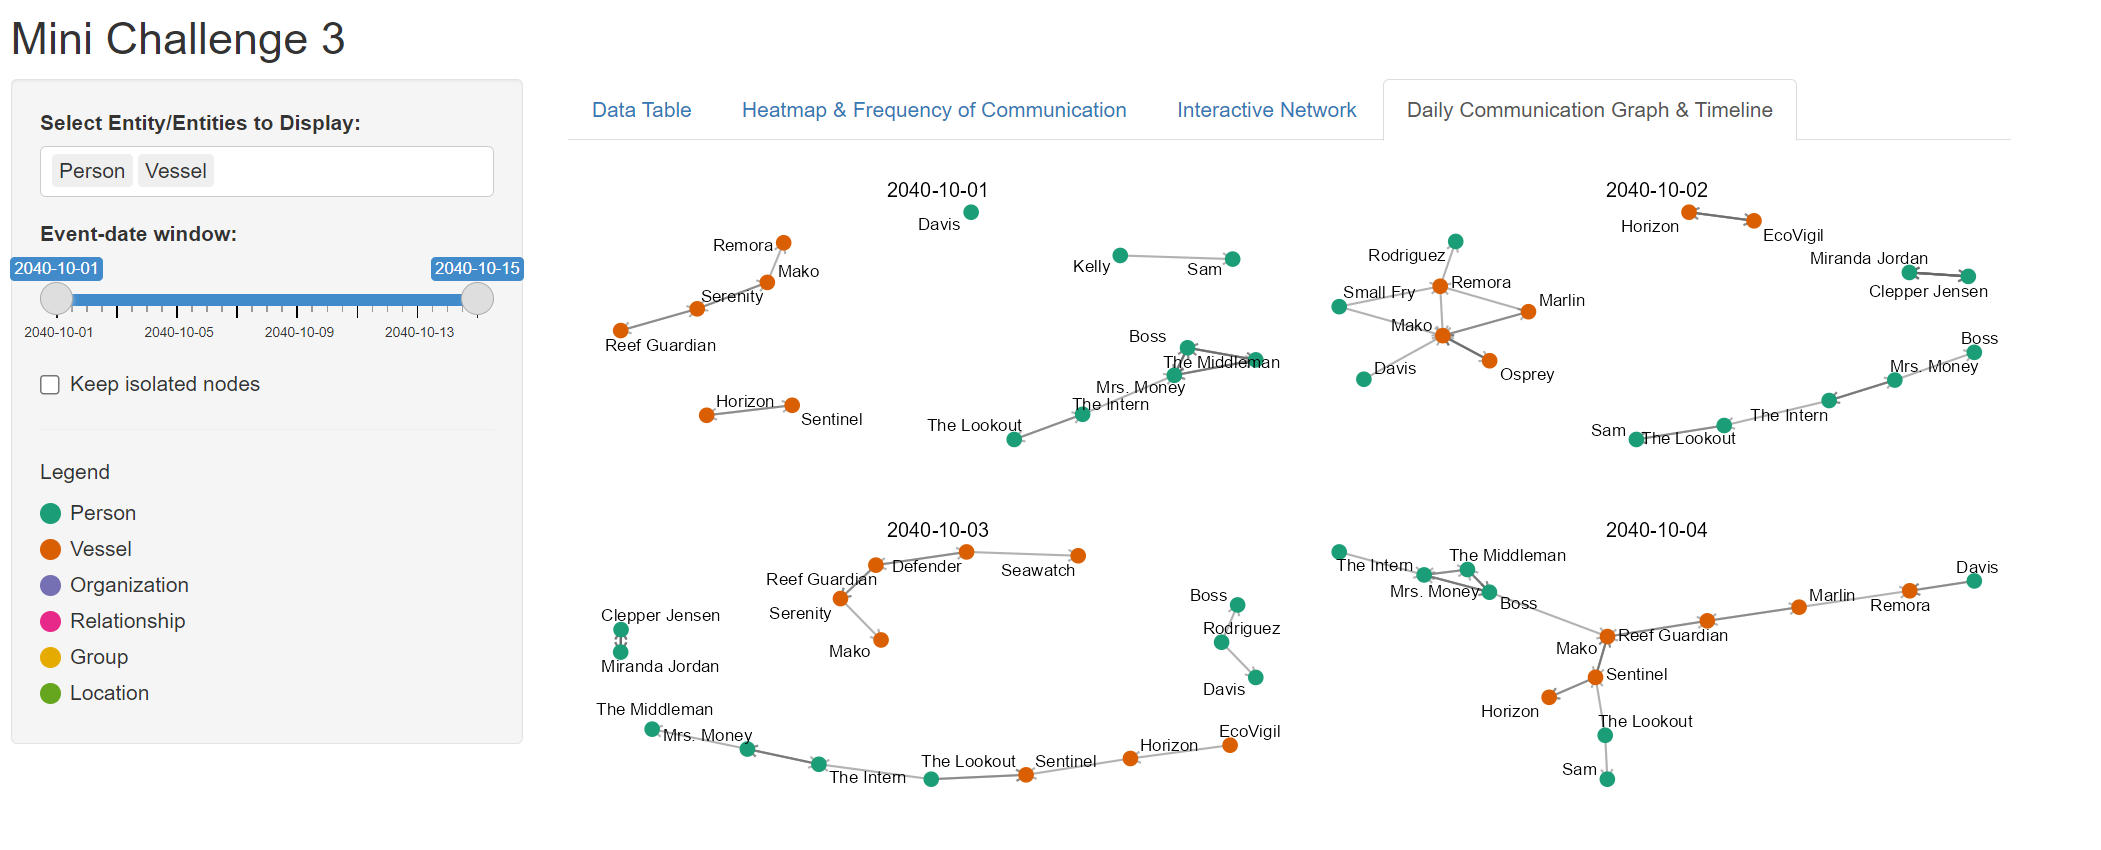 Mini Challenge 3
Select Entity/Entities to Display:
Person Vessel
Event-date window:
2040-10-01 2040-10-15
2040-10-01 2040-10-05 2040-10-09 2040-10-13
Keep isolated nodes
Legend
Person
Vessel
Organization
Relationship
Group
Location
Data Table Heatmap & Frequency of Communication Interactive Network Daily Communication Graph & Timeline
2040-10-01
Davis
Remora
Mako
Kelly
Sam
Serenity
Reef Guardian
Boss
The Middleman
Mrs. Money
The Intern
Horizon
Sentinel
The Lookout
2040-10-02
Horizon
EcoVigil
Miranda Jordan
Clepper Jensen
Rodriguez
Remora
Small Fry
Marlin
Mako
Davis
Osprey
Boss
Mrs. Money
The Intern
Sam
The Lookout
2040-10-03
Defender
Seawatch
Reef Guardian
Serenity
Mako
Clepper Jensen
Miranda Jordan
Boss
Rodriguez
Davis
The Middleman
Mrs. Money
The Intern
The Lookout
Sentinel
Horizon
EcoVigil
2040-10-04
The Intern
The Middleman
Mrs. Money
Boss
Davis
Marlin
Remora
Reef Guardian
Mako
Sentinel
Horizon
The Lookout
Sam